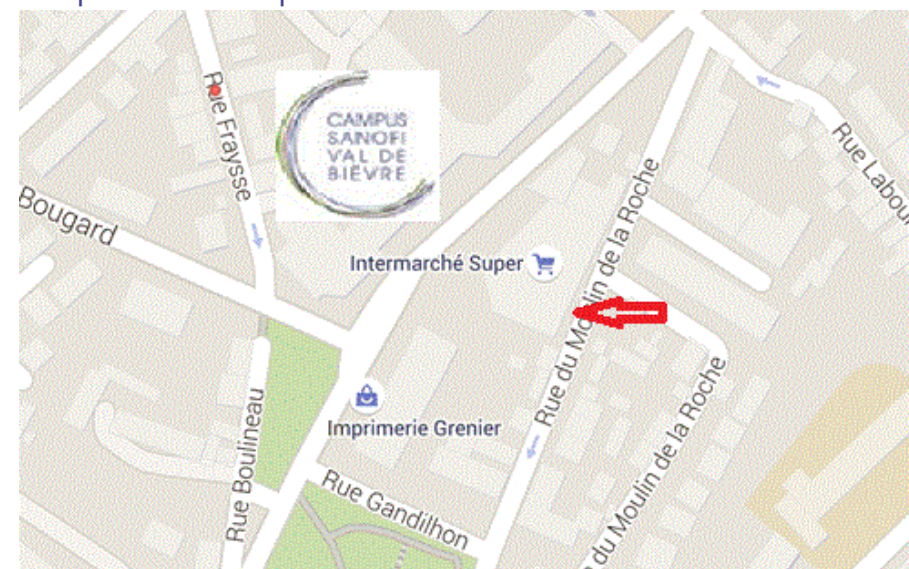 Rue Fraysse
CAMPUS
SANOFI
VAL DE
BIÈVRE
Rue Labour
Bougard
Intermarché Super
Rue du Moulin de la Roche
Imprimerie Grenier
Rue Boulineau
Rue Gandilhon
du Moulin de la Roche